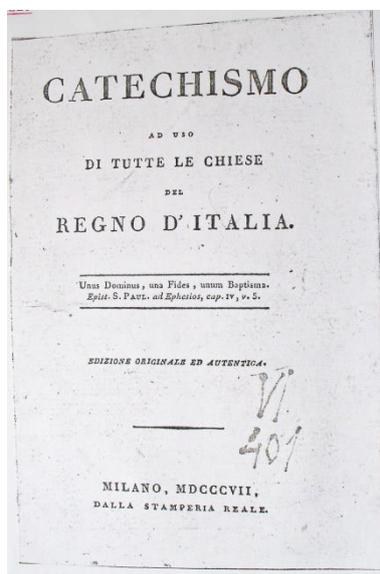 CATECHISMO
AD USO
DI TUTTE LE CHIESE
DEL
REGNO D'ITALIA.
Unus Dominus, una Fides, unum Baptisma.
Epist. S. PAUL. ad Ephesios, cap. IV, v. 5.
EDIZIONE ORIGINALE ED AUTENTICA.
VI
401
MILANO, MDCCCVII,
DALLA STAMPERIA REALE.